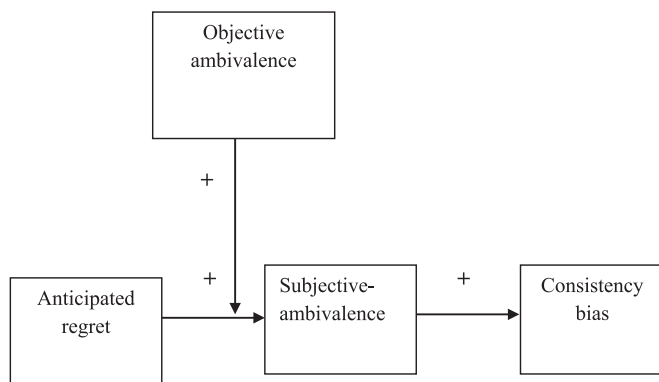 Objective
ambivalence
+
+
+
Anticipated
regret
Subjective-
ambivalence
Consistency
bias